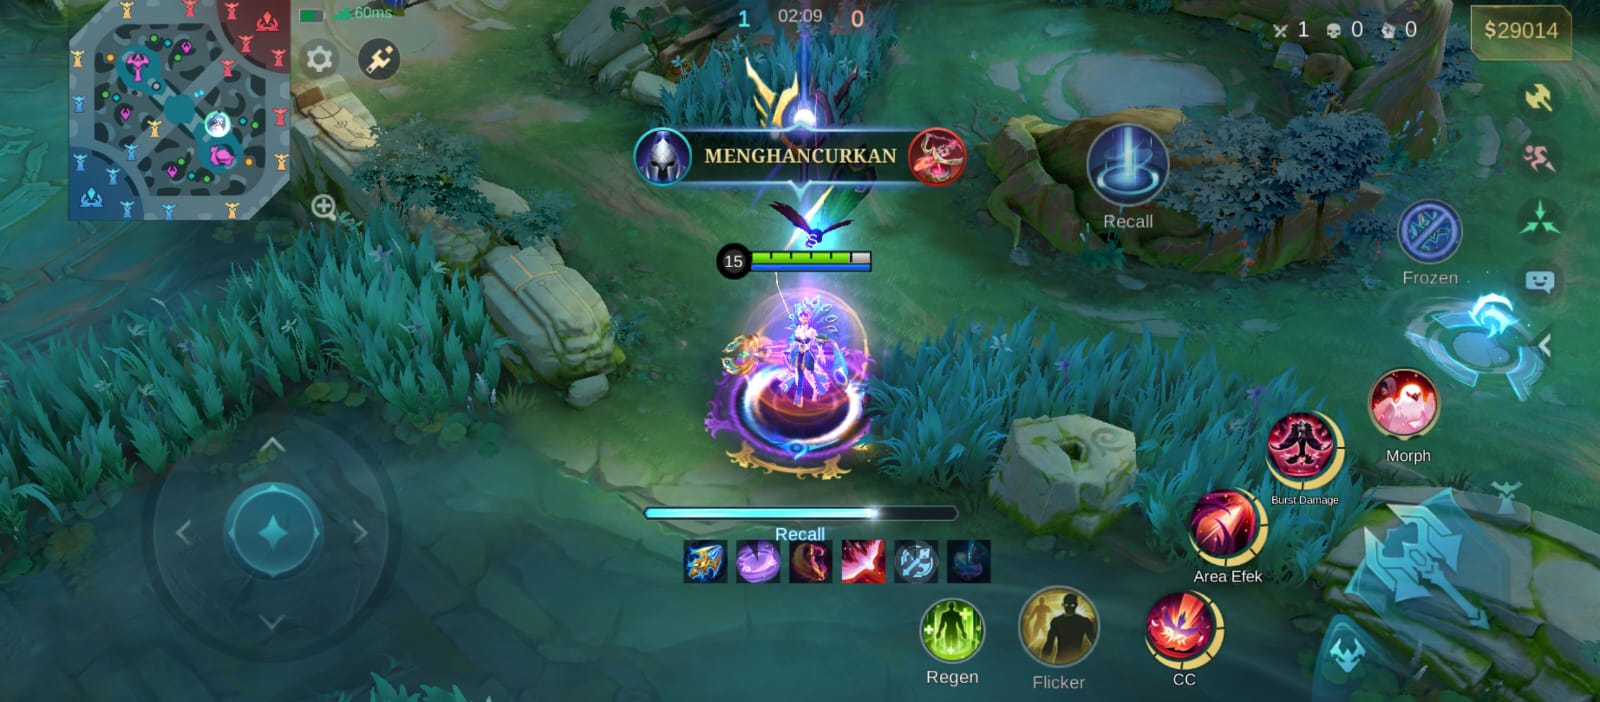 60ms
1 02:09 0
1 0 0
$29014
MENGHANCURKAN
Recall
15
Frozen
Morph
Burst Damage
Area Efek
Recall
Regen
Flicker
CC